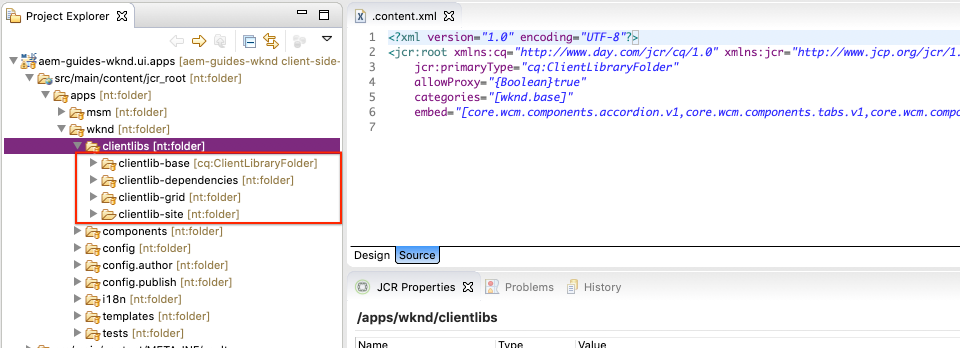 Project Explorer
aem-guides-wknd.ui.apps [aem-guides-wknd client-side-
src/main/content/jcr_root [nt:folder]
apps [nt:folder]
msm [nt:folder]
wknd [nt:folder]
clientlibs [nt:folder]
clientlib-base [cq:ClientLibraryFolder]
clientlib-dependencies [nt:folder]
clientlib-grid [nt:folder]
clientlib-site [nt:folder]
components [nt:folder]
config [nt:folder]
config.author [nt:folder]
config.publish [nt:folder]
i18n [nt:folder]
templates [nt:folder]
tests [nt:folder]
.content.xml
1 <?xml version="1.0" encoding="UTF-8"?>
2 <jcr:root xmlns:cq="http://www.day.com/jcr/cq/1.0" xmlns:jcr="http://www.jcp.org/jcr/1.
3 jcr:primaryType="cq:ClientLibraryFolder"
4 allowProxy="{Boolean}true"
5 categories="[wknd.base]"
6 embed="[core.wcm.components.accordion.v1,core.wcm.components.tabs.v1,core.wcm.comp
7
Design Source
JCR Properties Problems History
/apps/wknd/clientlibs
Name Type Value